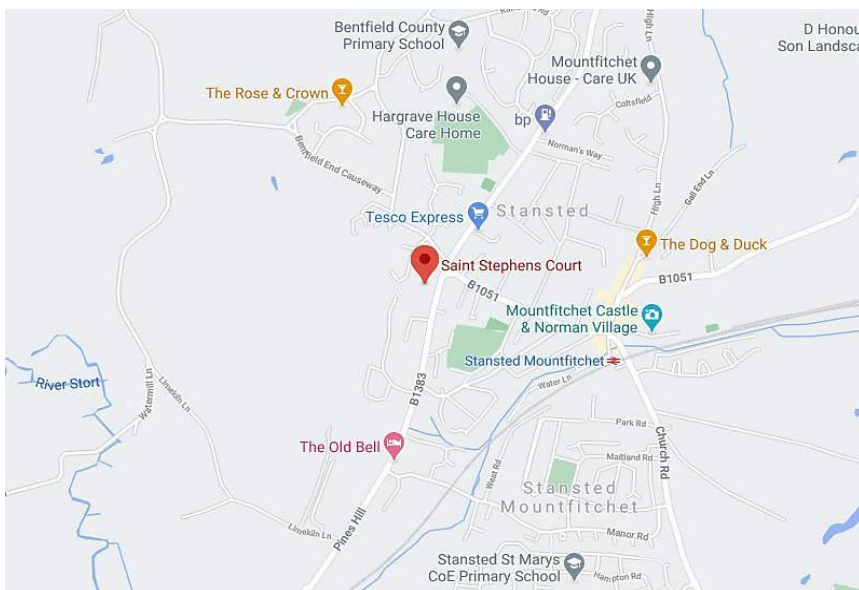 Bentfield County
Primary School
High Ln
D Honou
Son Landsca
Mountfitchet
House - Care UK
The Rose & Crown
Coltsfield
Hargrave House
Care Home
bp
Norman's Way
Bentfield End Causeway
Gall End Ln
High Ln
Tesco Express
Stansted
The Dog & Duck
Saint Stephens Court
B1051
B1051
Mountfitchet Castle
& Norman Village
Stansted Mountfitchet
River Stort
Watermill Ln
Limekiln Ln
B1383
Water Ln
Park Rd
Church Rd
The Old Bell
Maitland Rd
West Rd
Stansted
Mountfitchet
Pines Hill
Limekiln Ln
Manor Rd
Stansted St Marys
CoE Primary School
Hampton Rd